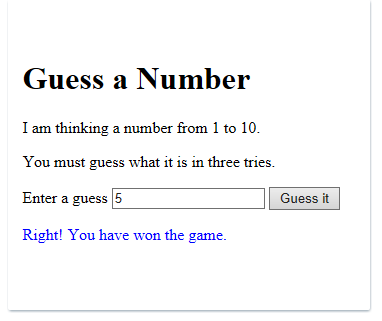 Guess a Number
I am thinking a number from 1 to 10.
You must guess what it is in three tries.
Enter a guess 5 Guess it
Right! You have won the game.